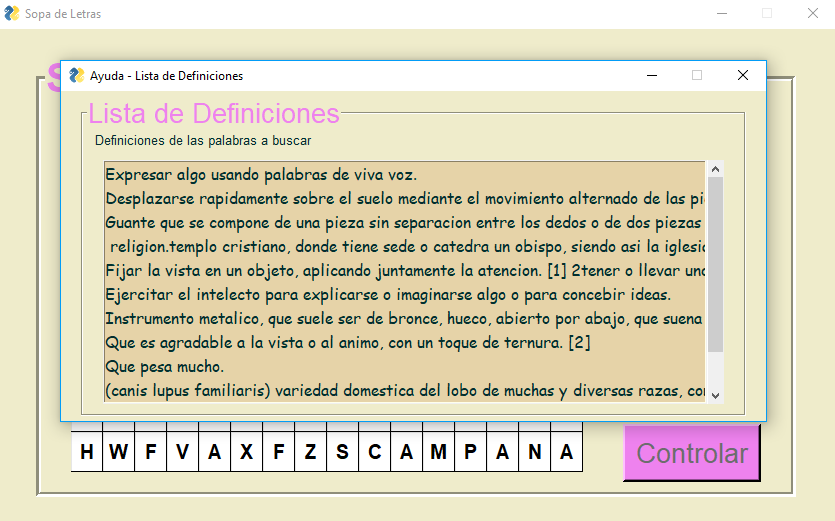 Sopa de Letras
Ayuda - Lista de Definiciones
Lista de Definiciones
Definiciones de las palabras a buscar
Expresar algo usando palabras de viva voz.
Desplazarse rapidamente sobre el suelo mediante el movimiento alternado de las
Guante que se compone de una pieza sin separacion entre los dedos o de dos piezas
religion.templo cristiano, donde tiene sede o catedra un obispo, siendo asi la
Fijar la vista en un objeto, aplicando juntamente la atencion. [1] 2tener o llevar
Ejercitar el intelecto para explicarse o imaginarse algo o para concebir ideas.
Instrumento metalico, que suele ser de bronce, hueco, abierto por abajo, que suena
Que es agradable a la vista o al animo, con un toque de ternura. [2]
Que pesa mucho.
(canis lupus familiaris) variedad domestica del lobo de muchas y diversas razas,
H W F V A X F Z S C A M P A N A
Controlar